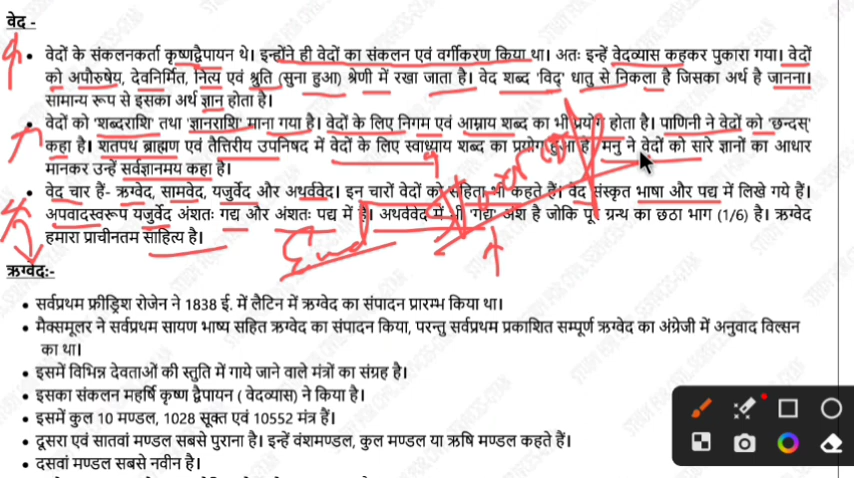 वेद -
• वेदों के संकलनकर्ता कृष्णद्वैपायन थे। इन्होंने ही वेदों का संकलन एवं वर्गीकरण किया था। अतः इन्हें वेदव्यास कहकर पुकारा गया। वेदों
को अपौरुषेय, देवनिर्मित, नित्य एवं श्रुति (सुना हुआ) श्रेणी में रखा जाता है। वेद शब्द 'विद्' धातु से निकला है जिसका अर्थ है जानना।
सामान्य रूप से इसका अर्थ ज्ञान होता है।
• वेदों को 'शब्दराशि' तथा 'ज्ञानराशि' माना गया है। वेदों के लिए निगम एवं आम्नाय शब्द का भी प्रयोग होता है। पाणिनी ने वेदों को 'छन्दस्'
कहा है। शतपथ ब्राह्मण एवं तैत्तिरीय उपनिषद में वेदों के लिए स्वाध्याय शब्द का प्रयोग हुआ है। मनु ने वेदों को सारे ज्ञानों का आधार
मानकर उन्हें सर्वज्ञानमय कहा है।
• वेद चार हैं- ऋग्वेद, सामवेद, यजुर्वेद और अथर्ववेद। इन चारों वेदों को संहिता भी कहते हैं। वेद संस्कृत भाषा और पद्य में लिखे गये हैं।
अपवादस्वरूप यजुर्वेद अंशतः गद्य और अंशतः पद्य में है। अथर्ववेद में भी गद्य अंश है जोकि पूरे ग्रन्थ का छठा भाग (1/6) है। ऋग्वेद
हमारा प्राचीनतम साहित्य है।
End
ऋग्वेद:-
• सर्वप्रथम फ्रीड्रिश रोजेन ने 1838 ई. में लैटिन में ऋग्वेद का संपादन प्रारम्भ किया था।
• मैक्समूलर ने सर्वप्रथम सायण भाष्य सहित ऋग्वेद का संपादन किया, परन्तु सर्वप्रथम प्रकाशित सम्पूर्ण ऋग्वेद का अंग्रेजी में अनुवाद विल्सन
का था।
• इसमें विभिन्न देवताओं की स्तुति में गाये जाने वाले मंत्रों का संग्रह है।
• इसका संकलन महर्षि कृष्ण द्वैपायन ( वेदव्यास) ने किया है।
• इसमें कुल 10 मण्डल, 1028 सूक्त एवं 10552 मंत्र हैं।
• दूसरा एवं सातवां मण्डल सबसे पुराना है। इन्हें वंशमण्डल, कुल मण्डल या ऋषि मण्डल कहते हैं।
• दसवां मण्डल सबसे नवीन है।